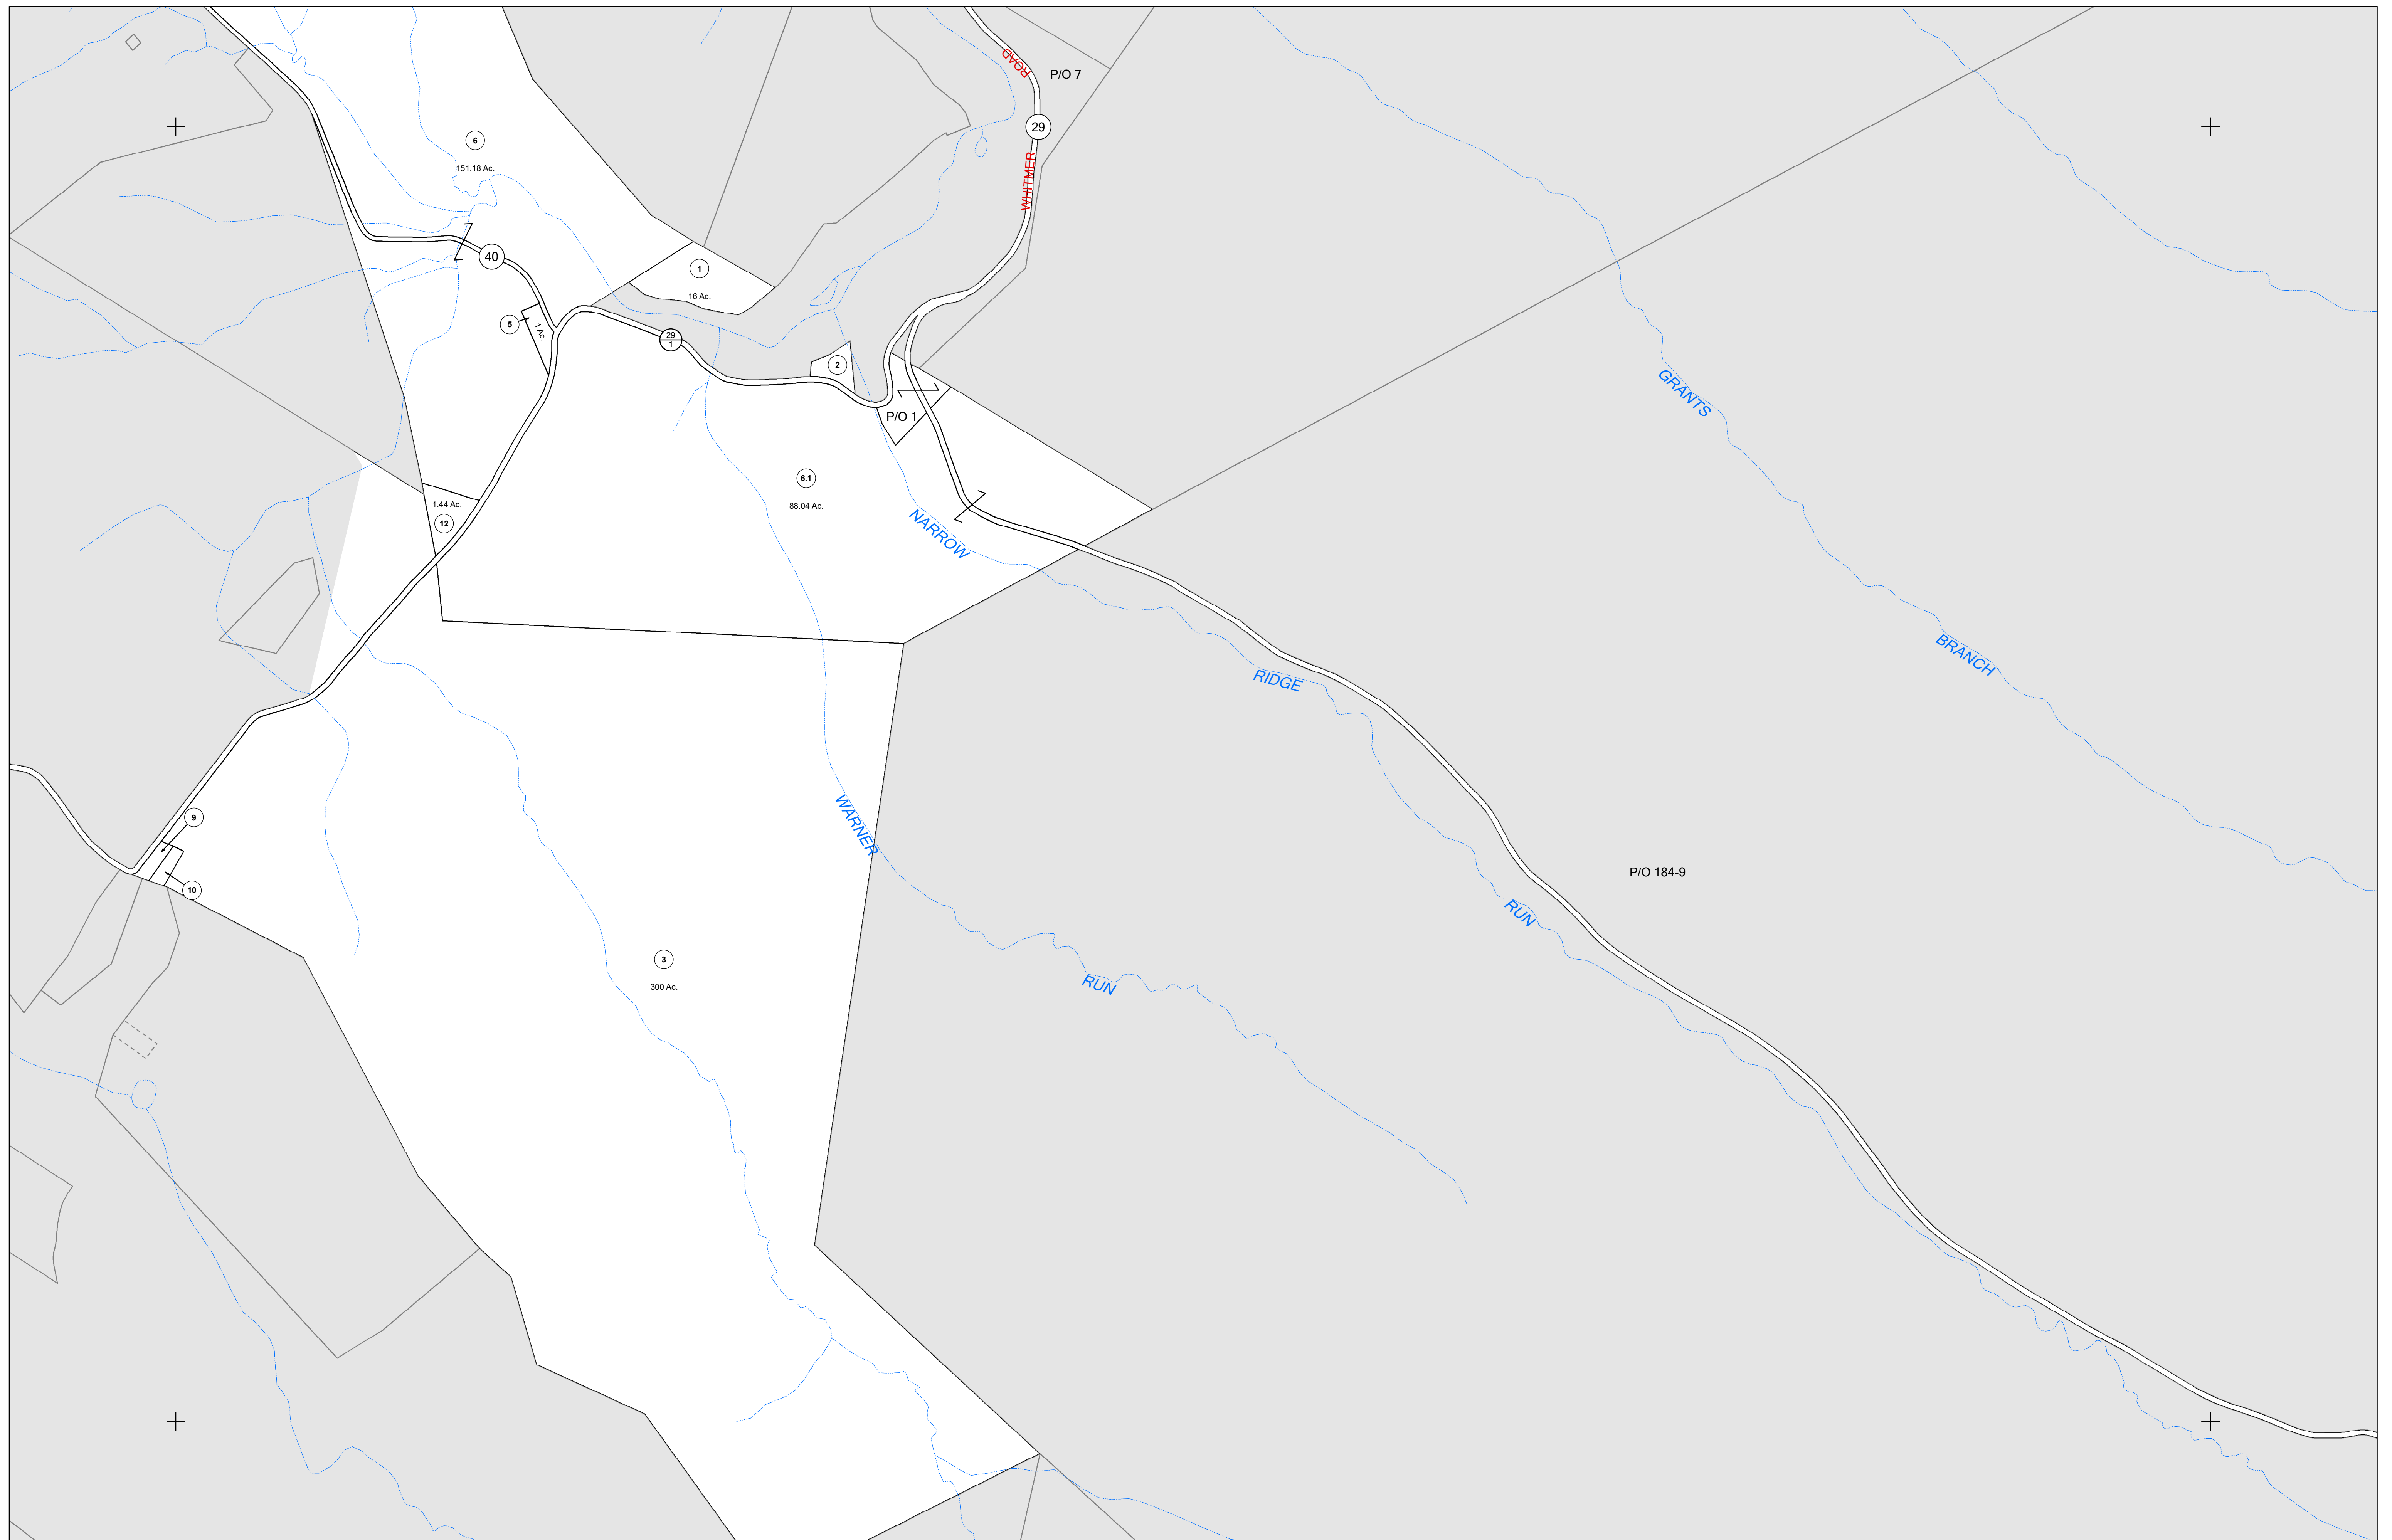 ROAD
P/O 7
29
6
151.18 Ac.
WHITMER
40
1
16 Ac.
5
1 Ac.
29
1
2
P/O 1
GRANTS
6.1
88.04 Ac.
1.44 Ac.
12
NARROW
BRANCH
RIDGE
9
WARNER
P/O 184-9
10
RUN
3
300 Ac.
RUN